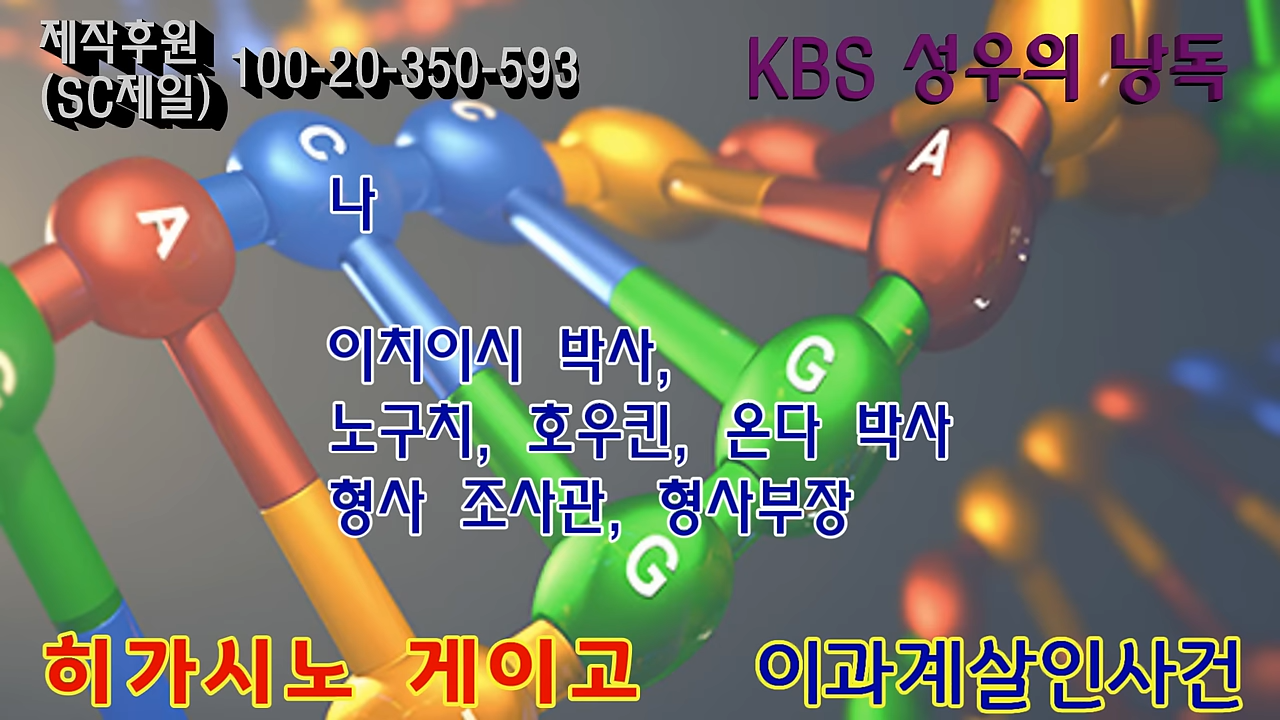 제작후원
(SC제일)
100-20-350-593
KBS 성우의 낭독
C
C
A
A
나
G
이치이시 박사,
C
노구치, 호우킨, 온다 박사
형사 조사관, 형사부장
G
히가시노 게이고
이과계살인사건